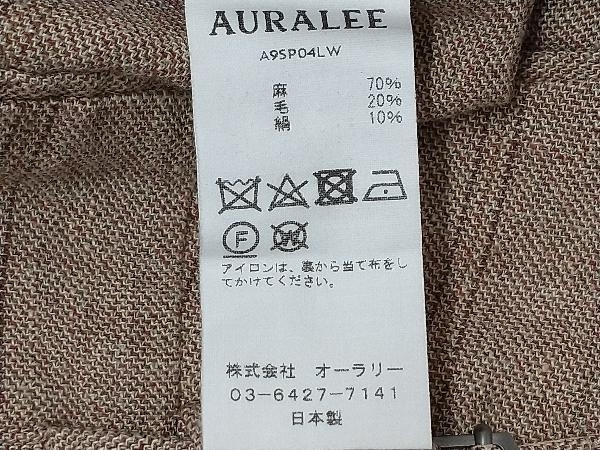 AURALEE
A9SP04LW
麻 70%
毛 20%
絹 10%
F W
アイロンは、裏から当て布をし
てかけてください。
株式会社 オーラリー
03-6427-7141
日本製